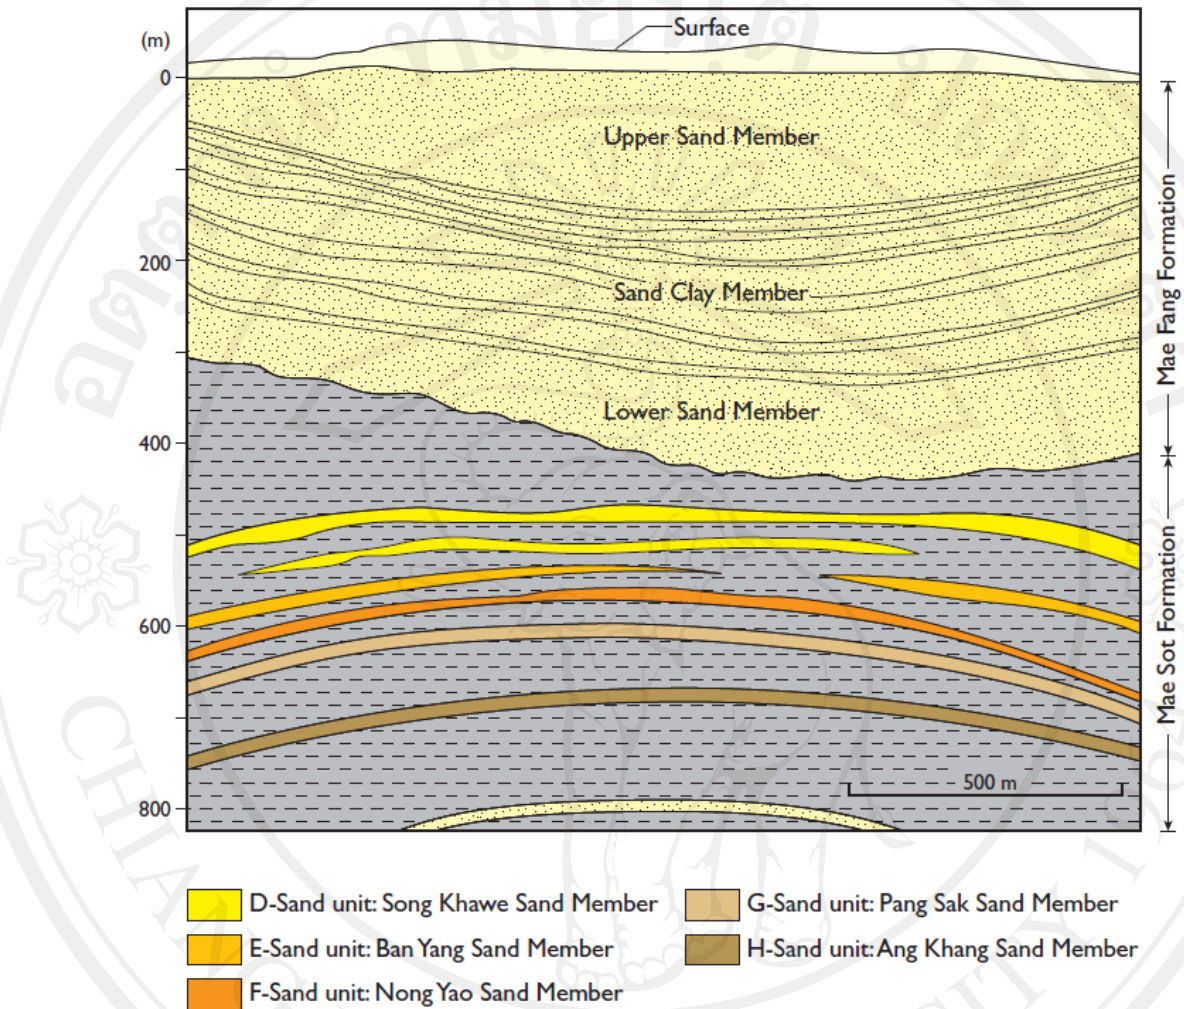 Surface
(m)
0
Upper Sand Member
200
Sand Clay Member
Mae Fang Formation
Lower Sand Member
400
600
Mae Sot Formation
500 m
800
D-Sand unit: Song Khawe Sand Member
G-Sand unit: Pang Sak Sand Member
E-Sand unit: Ban Yang Sand Member
H-Sand unit: Ang Khang Sand Member
F-Sand unit: Nong Yao Sand Member